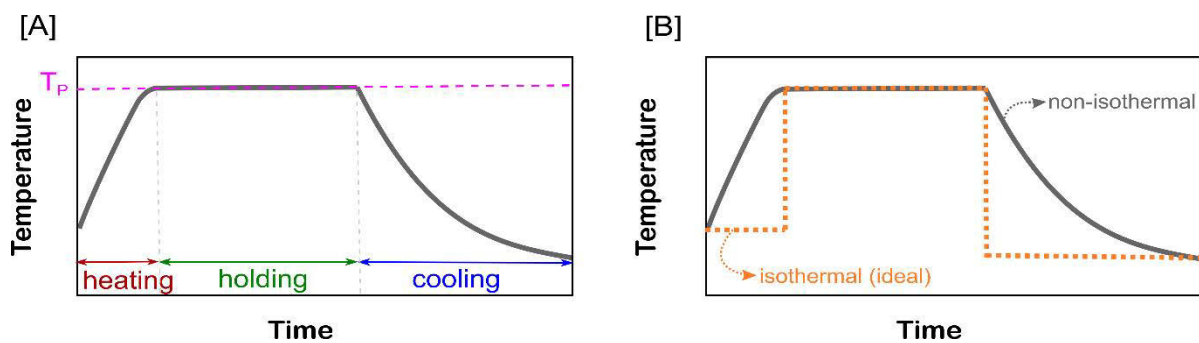 [A]
[B]
T_P
Temperature
heating
holding
cooling
Time
Temperature
non-isothermal
isothermal (ideal)
Time